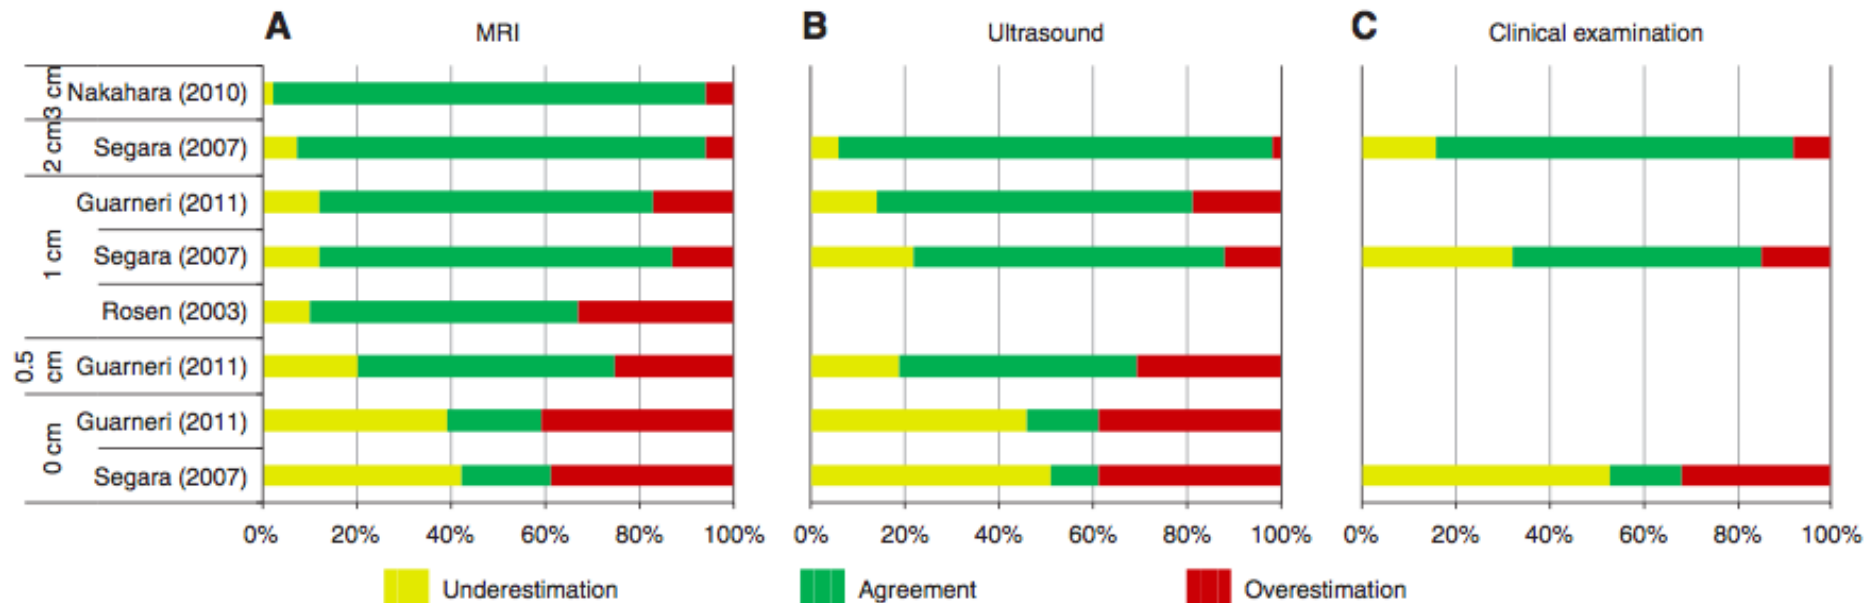 A MRI
B Ultrasound
C Clinical examination
3 cm
Nakahara (2010)
2 cm
Segara (2007)
1 cm
Guarneri (2011)
Segara (2007)
Rosen (2003)
0.5
cm
Guarneri (2011)
0 cm
Guarneri (2011)
Segara (2007)
0% 20% 40% 60% 80% 100%
0% 20% 40% 60% 80% 100%
0% 20% 40% 60% 80% 100%
Underestimation
Agreement
Overestimation